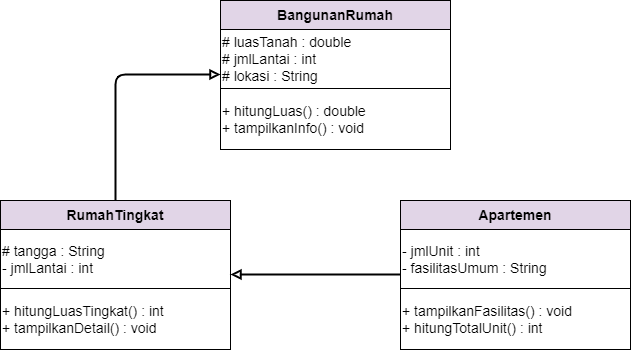 BangunanRumah
# luasTanah : double
# jmlLantai : int
# lokasi : String
+ hitungLuas() : double
+ tampilkanInfo() : void
RumahTingkat
# tangga : String
- jmlLantai : int
+ hitungLuasTingkat() : int
+ tampilkanDetail() : void
Apartemen
- jmlUnit : int
- fasilitasUmum : String
+ tampilkanFasilitas() : void
+ hitungTotalUnit() : int